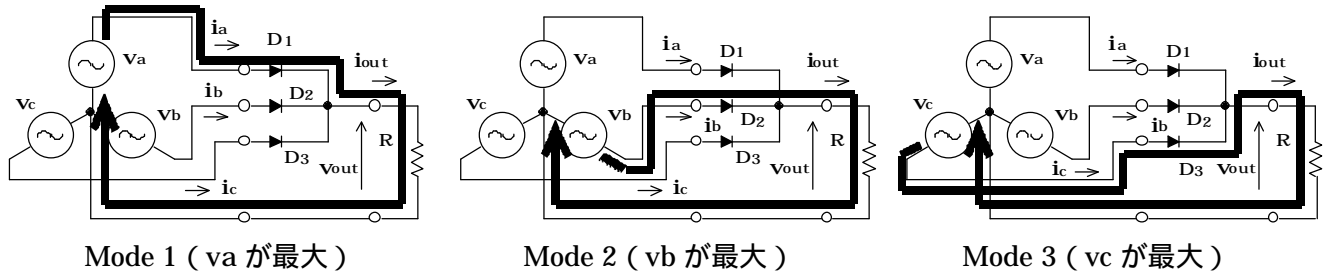 ia
D1
va
iout
vc
ib
D2
vb
D3
R
vout
ic
Mode 1 ( va が最大 )
ia
D1
va
iout
vc
vb
D2
ib
D3
R
vout
ic
Mode 2 ( vb が最大 )
ia
D1
va
iout
vc
vb
D2
ib
R
ic
D3
vout
Mode 3 ( vc が最大 )